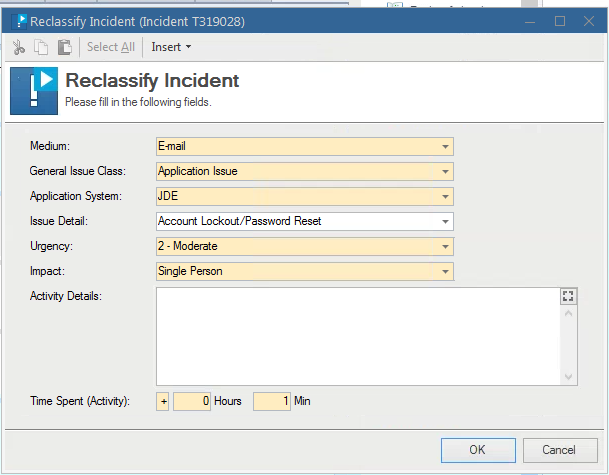 Reclassify Incident (Incident T319028)
Select All Insert
Reclassify Incident
Please fill in the following fields.
Medium: E-mail
General Issue Class: Application Issue
Application System: JDE
Issue Detail: Account Lockout/Password Reset
Urgency: 2 - Moderate
Impact: Single Person
Activity Details:
Time Spent (Activity): + 0 Hours 1 Min
OK Cancel